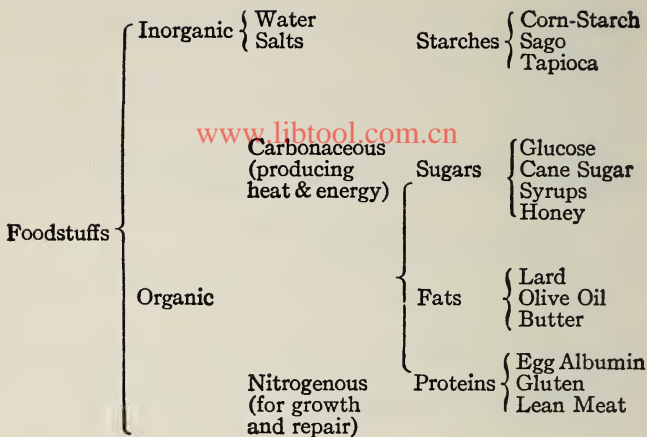 Inorganic
Water
Salts
Starches
Corn-Starch
Sago
Tapioca
www.libtool.com.cn
Carbonaceous
(producing
heat & energy)
Sugars
Glucose
Cane Sugar
Syrups
Honey
Foodstuffs
Organic
Fats
Lard
Olive Oil
Butter
Nitrogenous
(for growth
and repair)
Proteins
Egg Albumin
Gluten
Lean Meat